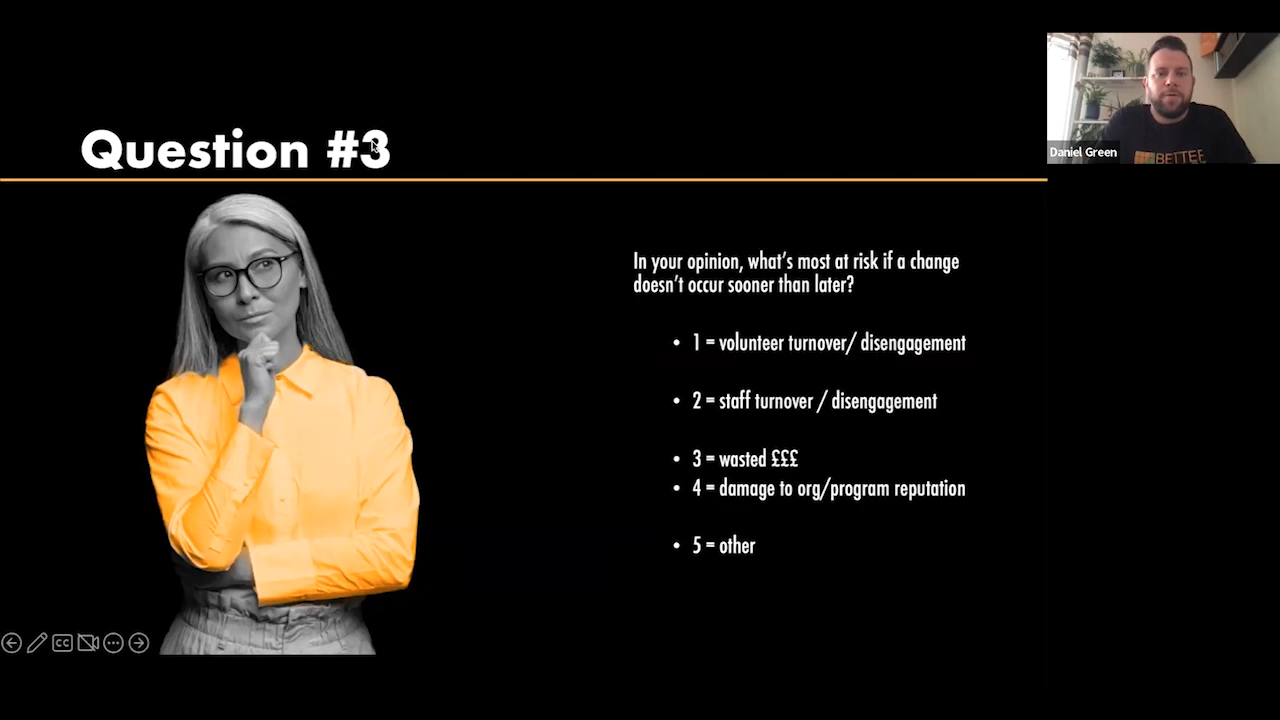 Question #3
Daniel Green
In your opinion, what's most at risk if a change
doesn't occur sooner than later?
• 1 = volunteer turnover/ disengagement
• 2 = staff turnover / disengagement
• 3 = wasted £££
• 4 = damage to org/program reputation
• 5 = other
CC